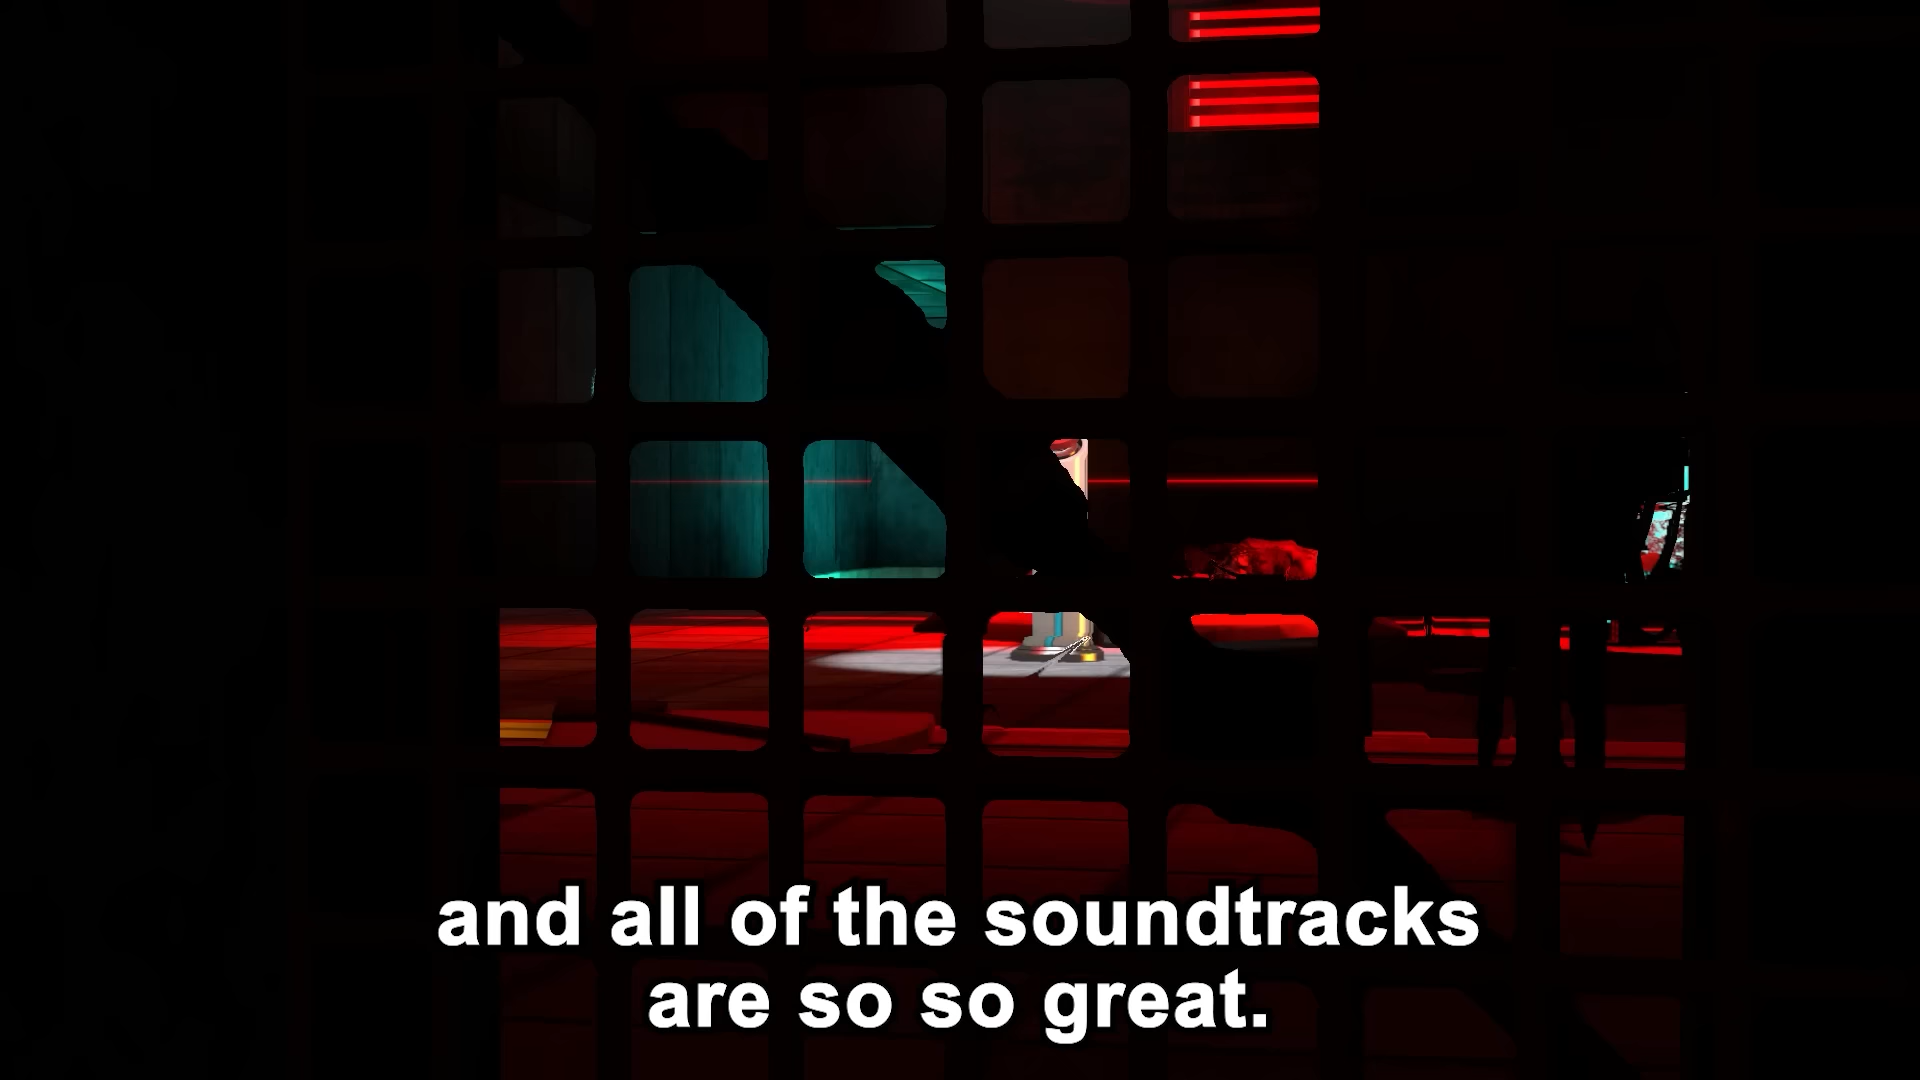 and all of the soundtracks
are so so great.